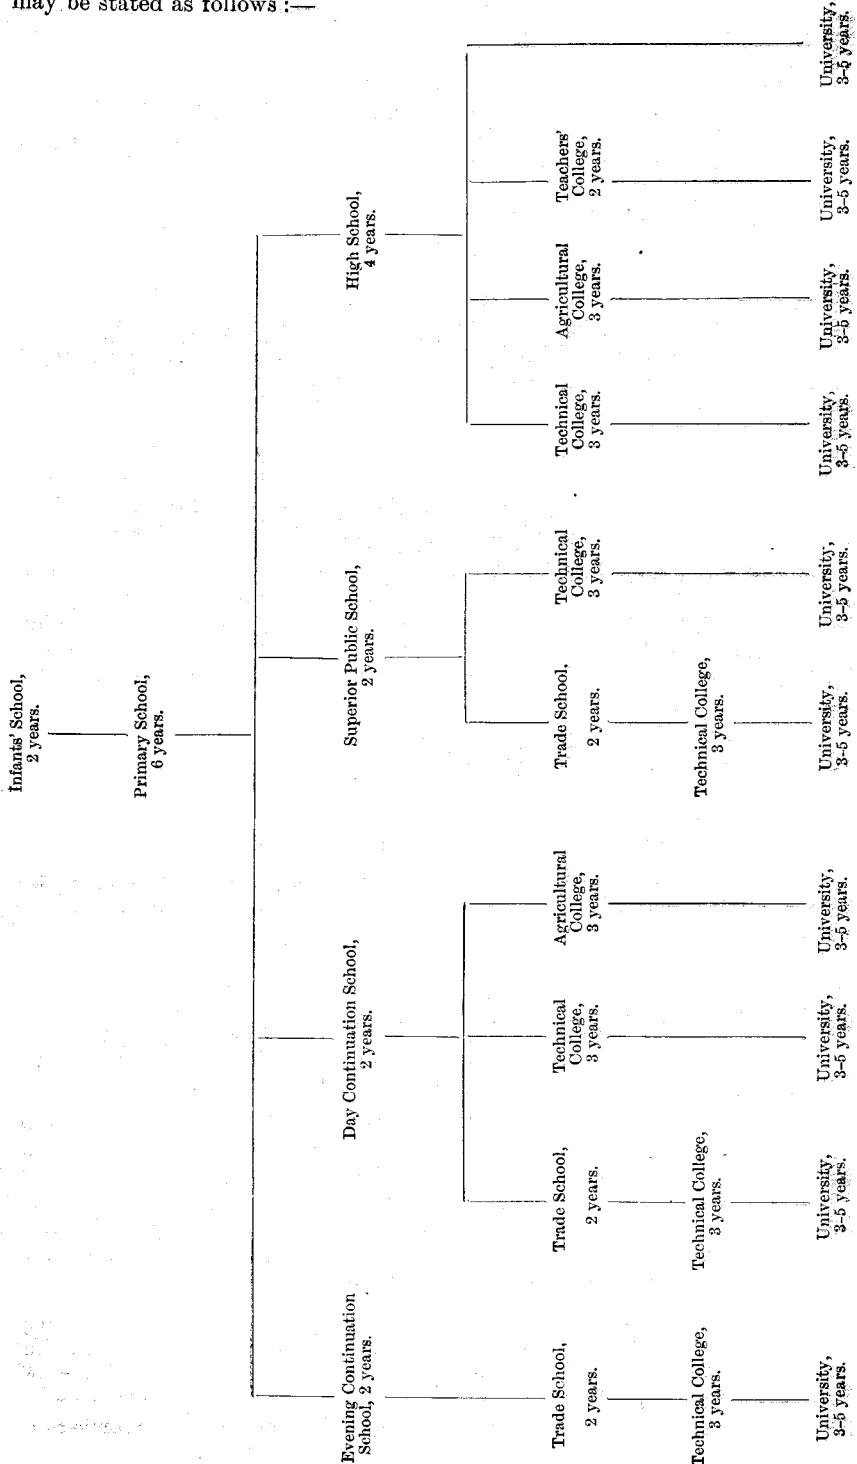 may be stated as follows :—
Infants' School,
2 years.
Primary School,
6 years.
Evening Continuation
School, 2 years.
Day Continuation School,
2 years.
Superior Public School,
2 years.
High School,
4 years.
Trade School,
2 years.
Trade School,
2 years.
Technical
College,
3 years.
Agricultural
College,
3 years.
Trade School,
2 years.
Technical
College,
3 years.
Technical
College,
3 years.
Agricultural
College,
3 years.
Teachers'
College,
2 years.
Technical College,
3 years.
Technical College,
3 years.
Technical College,
3 years.
University,
3–5 years.
University,
3–5 years.
University,
3–5 years.
University,
3–5 years.
University,
3–5 years.
University,
3–5 years.
University,
3–5 years.
University,
3–5 years.
University,
3–5 years.
University,
3–5 years.